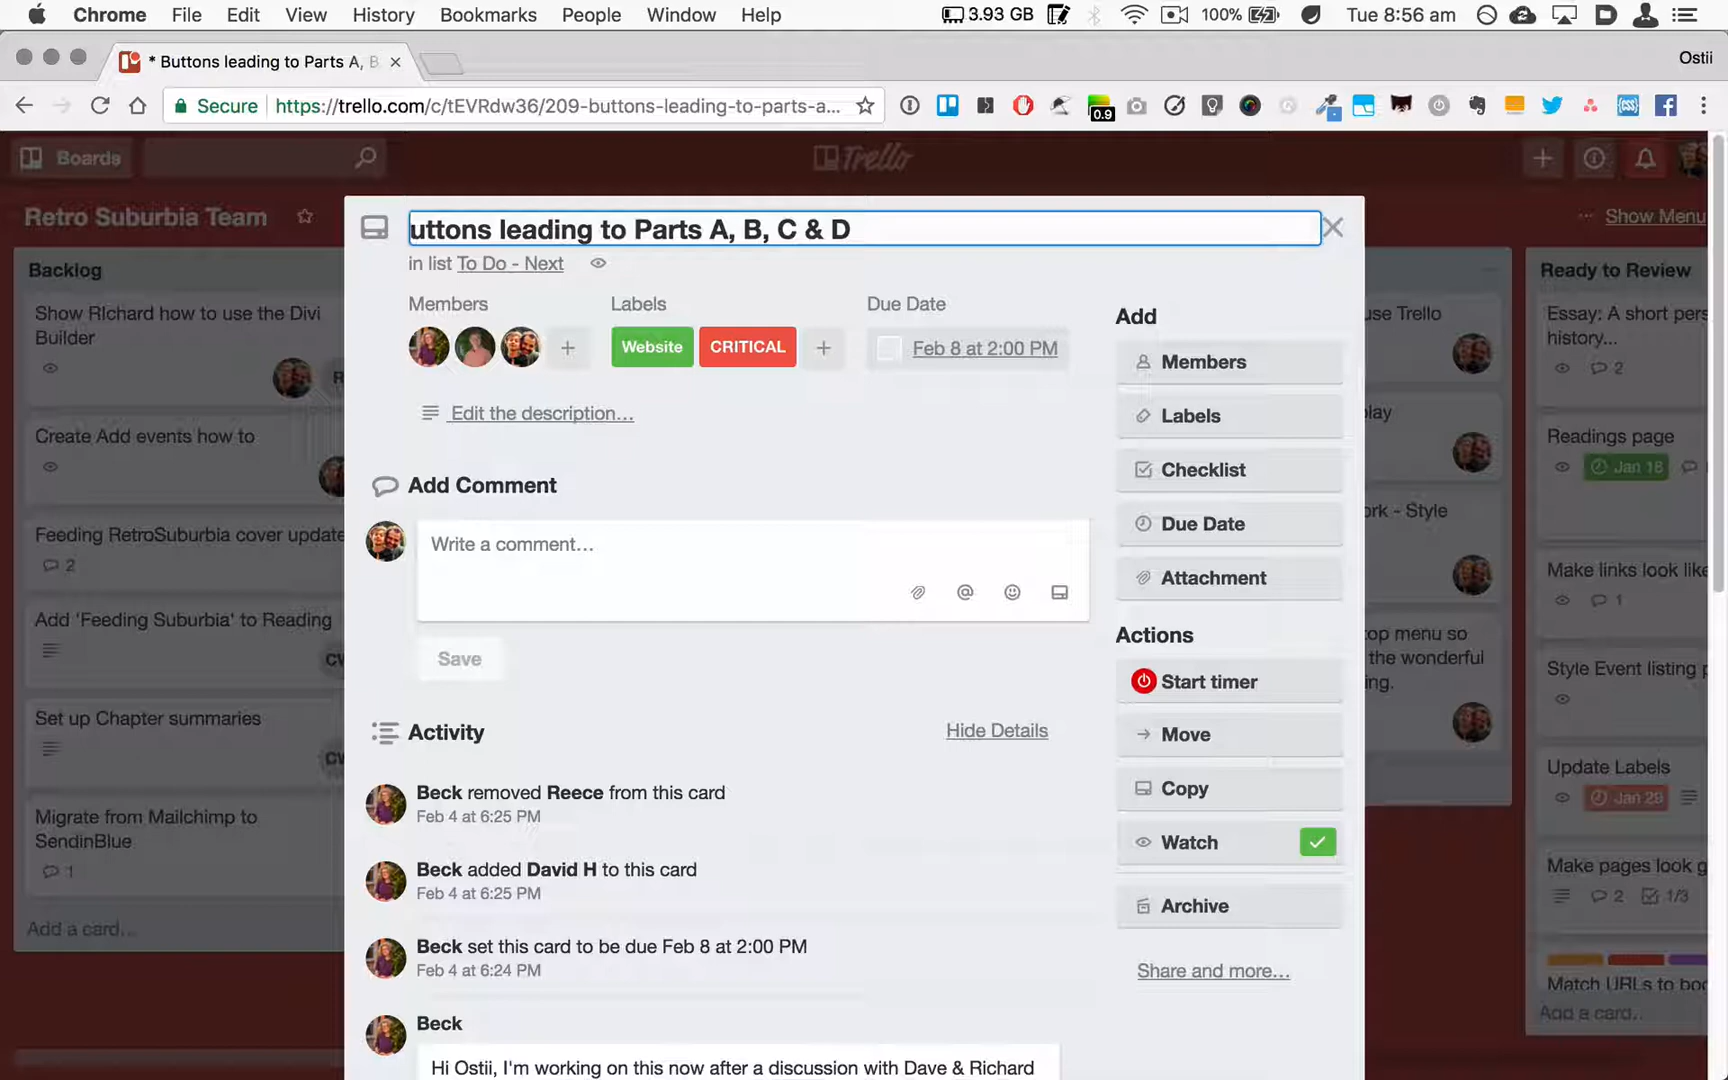 Chrome File Edit View History Bookmarks People Window Help 3.93 GB 100% Tue 8:56 am
* Buttons leading to Parts A, B, Ostii
Secure https://trello.com/c/tEVRdw36/209-buttons-leading-to-parts-a... 0.9
Boards Trello
Retro Suburbia Team Show Menu
Backlog
Show RIchard how to use the Divi
Builder
Create Add events how to
Feeding RetroSuburbia cover update
2
Add 'Feeding Suburbia' to Reading
Set up Chapter summaries
Migrate from Mailchimp to
SendinBlue
1
Add a card...
uttons leading to Parts A, B, C & D
in list To Do - Next
Members Labels Due Date
Website CRITICAL Feb 8 at 2:00 PM
Edit the description...
Add Comment
Write a comment...
Save
Activity Hide Details
Beck removed Reece from this card
Feb 4 at 6:25 PM
Beck added David H to this card
Feb 4 at 6:25 PM
Beck set this card to be due Feb 8 at 2:00 PM
Feb 4 at 6:24 PM
Beck
Hi Ostii, I'm working on this now after a discussion with Dave & Richard
Add
Members
Labels
Checklist
Due Date
Attachment
Actions
Start timer
Move
Copy
Watch
Archive
Share and more...
use Trello
- Style
top menu so
the wonderful
Ready to Review
Essay: A short pers
history...
2
Readings page
Jan 18
Make links look like
1
Style Event listing
Update Labels
Jan 29
Make pages look g
2 1/3
Match URLs to boo
Add a card...